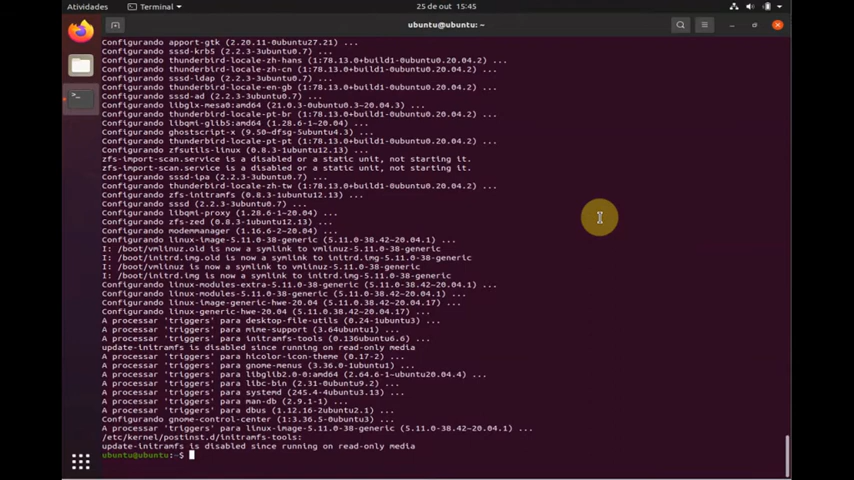 Atividades
Terminal
25 de out 15:45
ubuntu@ubuntu: ~
Configurando apport-gtk (2.20.11-0ubuntu27.21) ...
Configurando sssd-krb5 (2.2.3-3ubuntu0.7) ...
Configurando thunderbird-locale-zh-hans (1:78.13.0+build1-0ubuntu0.20.04.2) ...
Configurando thunderbird-locale-zh-cn (1:78.13.0+build1-0ubuntu0.20.04.2) ...
Configurando sssd-ldap (2.2.3-3ubuntu0.7) ...
Configurando thunderbird-locale-en-gb (1:78.13.0+build1-0ubuntu0.20.04.2) ...
Configurando sssd-ad (2.2.3-3ubuntu0.7) ...
Configurando libglx-mesa0:amd64 (21.0.3-0ubuntu0.3~20.04.3) ...
Configurando thunderbird-locale-pt-br (1:78.13.0+build1-0ubuntu0.20.04.2) ...
Configurando libqmi-glib5:amd64 (1.28.6-1~20.04) ...
Configurando ghostscript-x (9.50~dfsg-5ubuntu4.3) ...
Configurando thunderbird-locale-pt-pt (1:78.13.0+build1-0ubuntu0.20.04.2) ...
Configurando zfsutils-linux (0.8.3-1ubuntu12.13) ...
zfs-import-scan.service is a disabled or a static unit, not starting it.
zfs-import-scan.service is a disabled or a static unit, not starting it.
Configurando sssd-ipa (2.2.3-3ubuntu0.7) ...
Configurando thunderbird-locale-zh-tw (1:78.13.0+build1-0ubuntu0.20.04.2) ...
Configurando zfs-initramfs (0.8.3-1ubuntu12.13) ...
Configurando sssd (2.2.3-3ubuntu0.7) ...
Configurando libqmi-proxy (1.28.6-1~20.04) ...
Configurando zfs-zed (0.8.3-1ubuntu12.13) ...
Configurando modemmanager (1.16.6-2~20.04) ...
Configurando linux-image-5.11.0-38-generic (5.11.0-38.42~20.04.1) ...
I: /boot/vmlinuz.old is now a symlink to vmlinuz-5.11.0-38-generic
I: /boot/initrd.img.old is now a symlink to initrd.img-5.11.0-38-generic
I: /boot/vmlinuz is now a symlink to vmlinuz-5.11.0-38-generic
I: /boot/initrd.img is now a symlink to initrd.img-5.11.0-38-generic
Configurando linux-modules-extra-5.11.0-38-generic (5.11.0-38.42~20.04.1) ...
Configurando linux-modules-5.11.0-38-generic (5.11.0-38.42~20.04.1) ...
Configurando linux-image-generic-hwe-20.04 (5.11.0.38.42~20.04.17) ...
Configurando linux-generic-hwe-20.04 (5.11.0.38.42~20.04.17) ...
A processar 'triggers' para desktop-file-utils (0.24-1ubuntu3) ...
A processar 'triggers' para mime-support (3.64ubuntu1) ...
A processar 'triggers' para initramfs-tools (0.136ubuntu6.6) ...
update-initramfs is disabled since running on read-only media
A processar 'triggers' para hicolor-icon-theme (0.17-2) ...
A processar 'triggers' para gnome-menus (3.36.0-1ubuntu1) ...
A processar 'triggers' para libglib2.0-0:amd64 (2.64.6-1~ubuntu20.04.4) ...
A processar 'triggers' para libc-bin (2.31-0ubuntu9.2) ...
A processar 'triggers' para systemd (245.4-4ubuntu3.13) ...
A processar 'triggers' para man-db (2.9.1-1) ...
A processar 'triggers' para dbus (1.12.16-2ubuntu2.1) ...
Configurando gnome-control-center (1:3.36.5-0ubuntu3) ...
A processar 'triggers' para linux-image-5.11.0-38-generic (5.11.0-38.42~20.04.1) ...
/etc/kernel/postinst.d/initramfs-tools:
update-initramfs is disabled since running on read-only media
ubuntu@ubuntu:~$